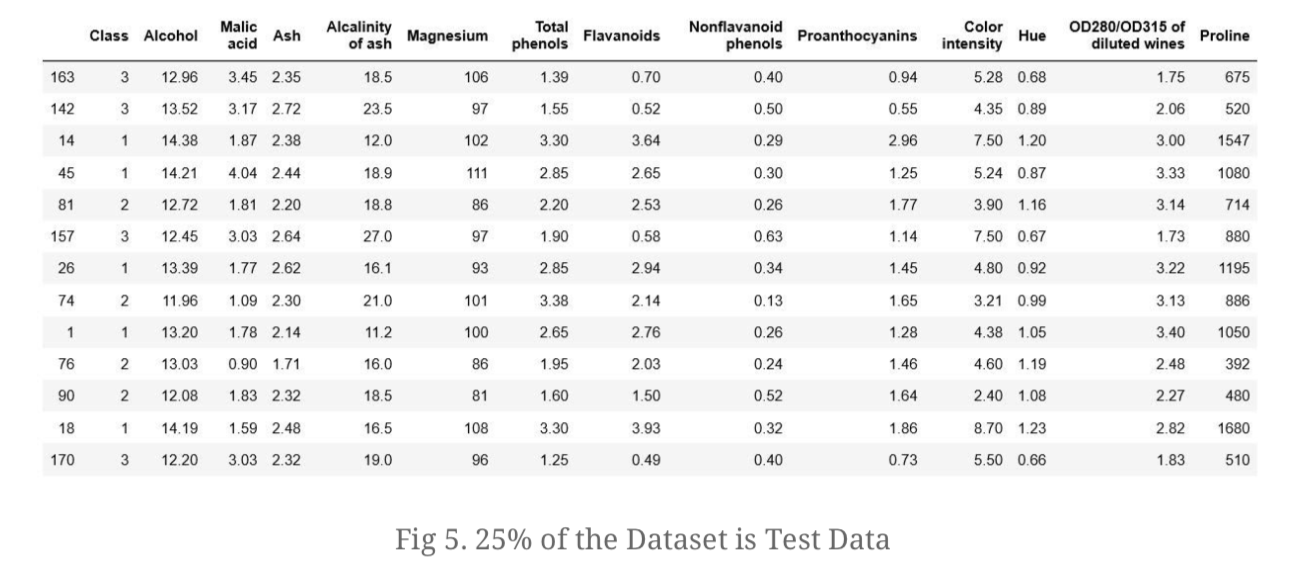 Class Alcohol Malic acid Ash Alcalinity of ash Magnesium Total phenols Flavanoids Nonflavanoid phenols Proanthocyanins Color intensity Hue OD280/OD315 of diluted wines Proline
163 3 12.96 3.45 2.35 18.5 106 1.39 0.70 0.40 0.94 5.28 0.68 1.75 675
142 3 13.52 3.17 2.72 23.5 97 1.55 0.52 0.50 0.55 4.35 0.89 2.06 520
14 1 14.38 1.87 2.38 12.0 102 3.30 3.64 0.29 2.96 7.50 1.20 3.00 1547
45 1 14.21 4.04 2.44 18.9 111 2.85 2.65 0.30 1.25 5.24 0.87 3.33 1080
81 2 12.72 1.81 2.20 18.8 86 2.20 2.53 0.26 1.77 3.90 1.16 3.14 714
157 3 12.45 3.03 2.64 27.0 97 1.90 0.58 0.63 1.14 7.50 0.67 1.73 880
26 1 13.39 1.77 2.62 16.1 93 2.85 2.94 0.34 1.45 4.80 0.92 3.22 1195
74 2 11.96 1.09 2.30 21.0 101 3.38 2.14 0.13 1.65 3.21 0.99 3.13 886
1 1 13.20 1.78 2.14 11.2 100 2.65 2.76 0.26 1.28 4.38 1.05 3.40 1050
76 2 13.03 0.90 1.71 16.0 86 1.95 2.03 0.24 1.46 4.60 1.19 2.48 392
90 2 12.08 1.83 2.32 18.5 81 1.60 1.50 0.52 1.64 2.40 1.08 2.27 480
18 1 14.19 1.59 2.48 16.5 108 3.30 3.93 0.32 1.86 8.70 1.23 2.82 1680
170 3 12.20 3.03 2.32 19.0 96 1.25 0.49 0.40 0.73 5.50 0.66 1.83 510
Fig 5. 25% of the Dataset is Test Data